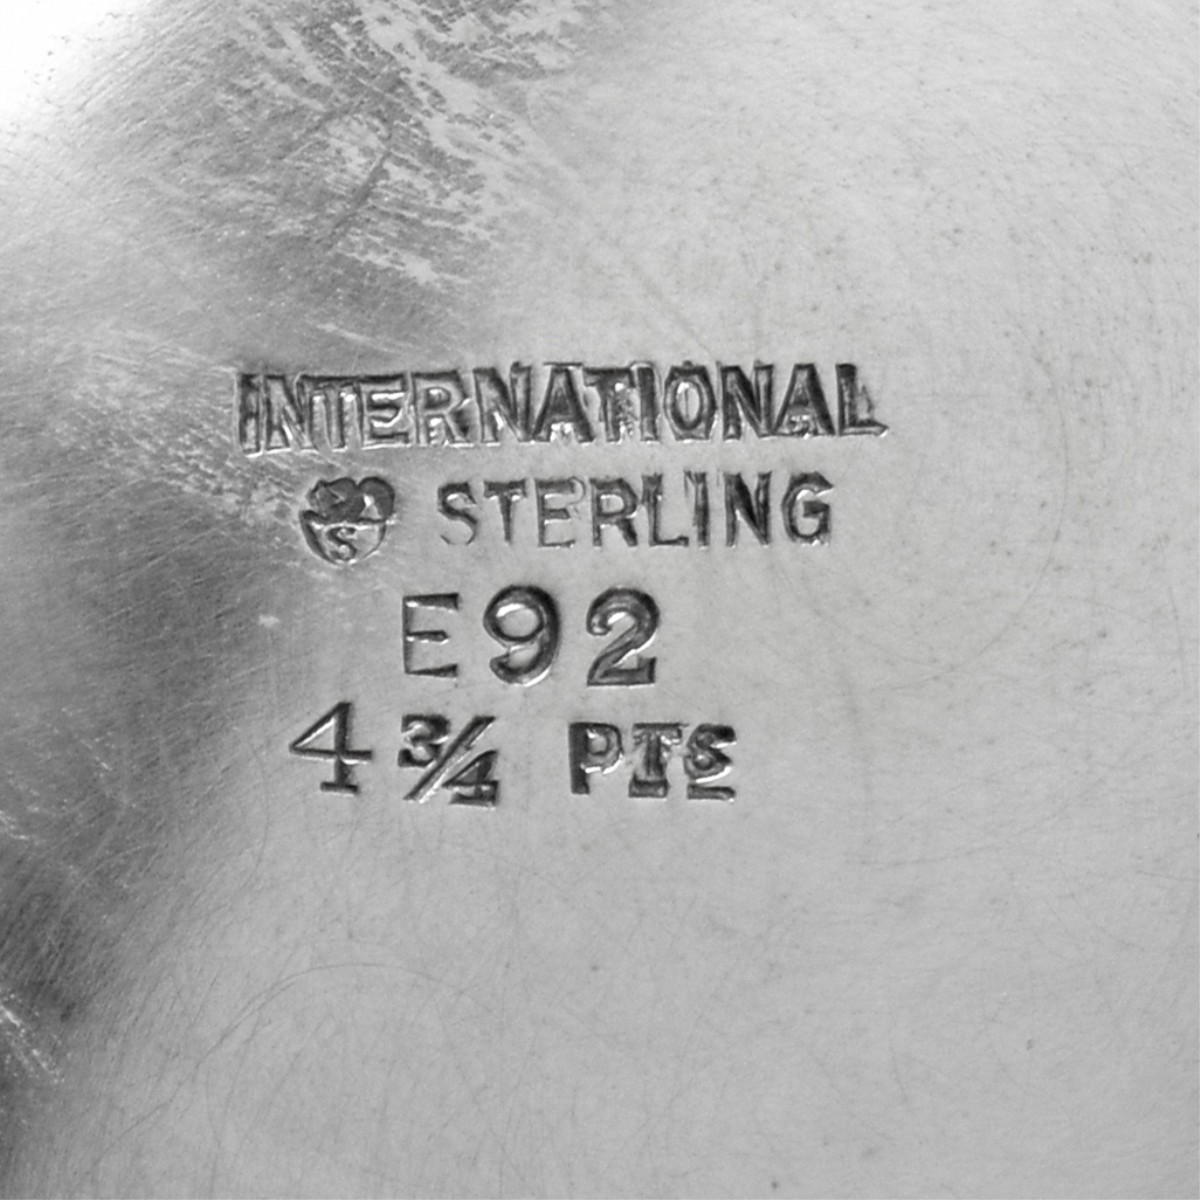 INTERNATIONAL
S STERLING
E92
4 3/4 PTS